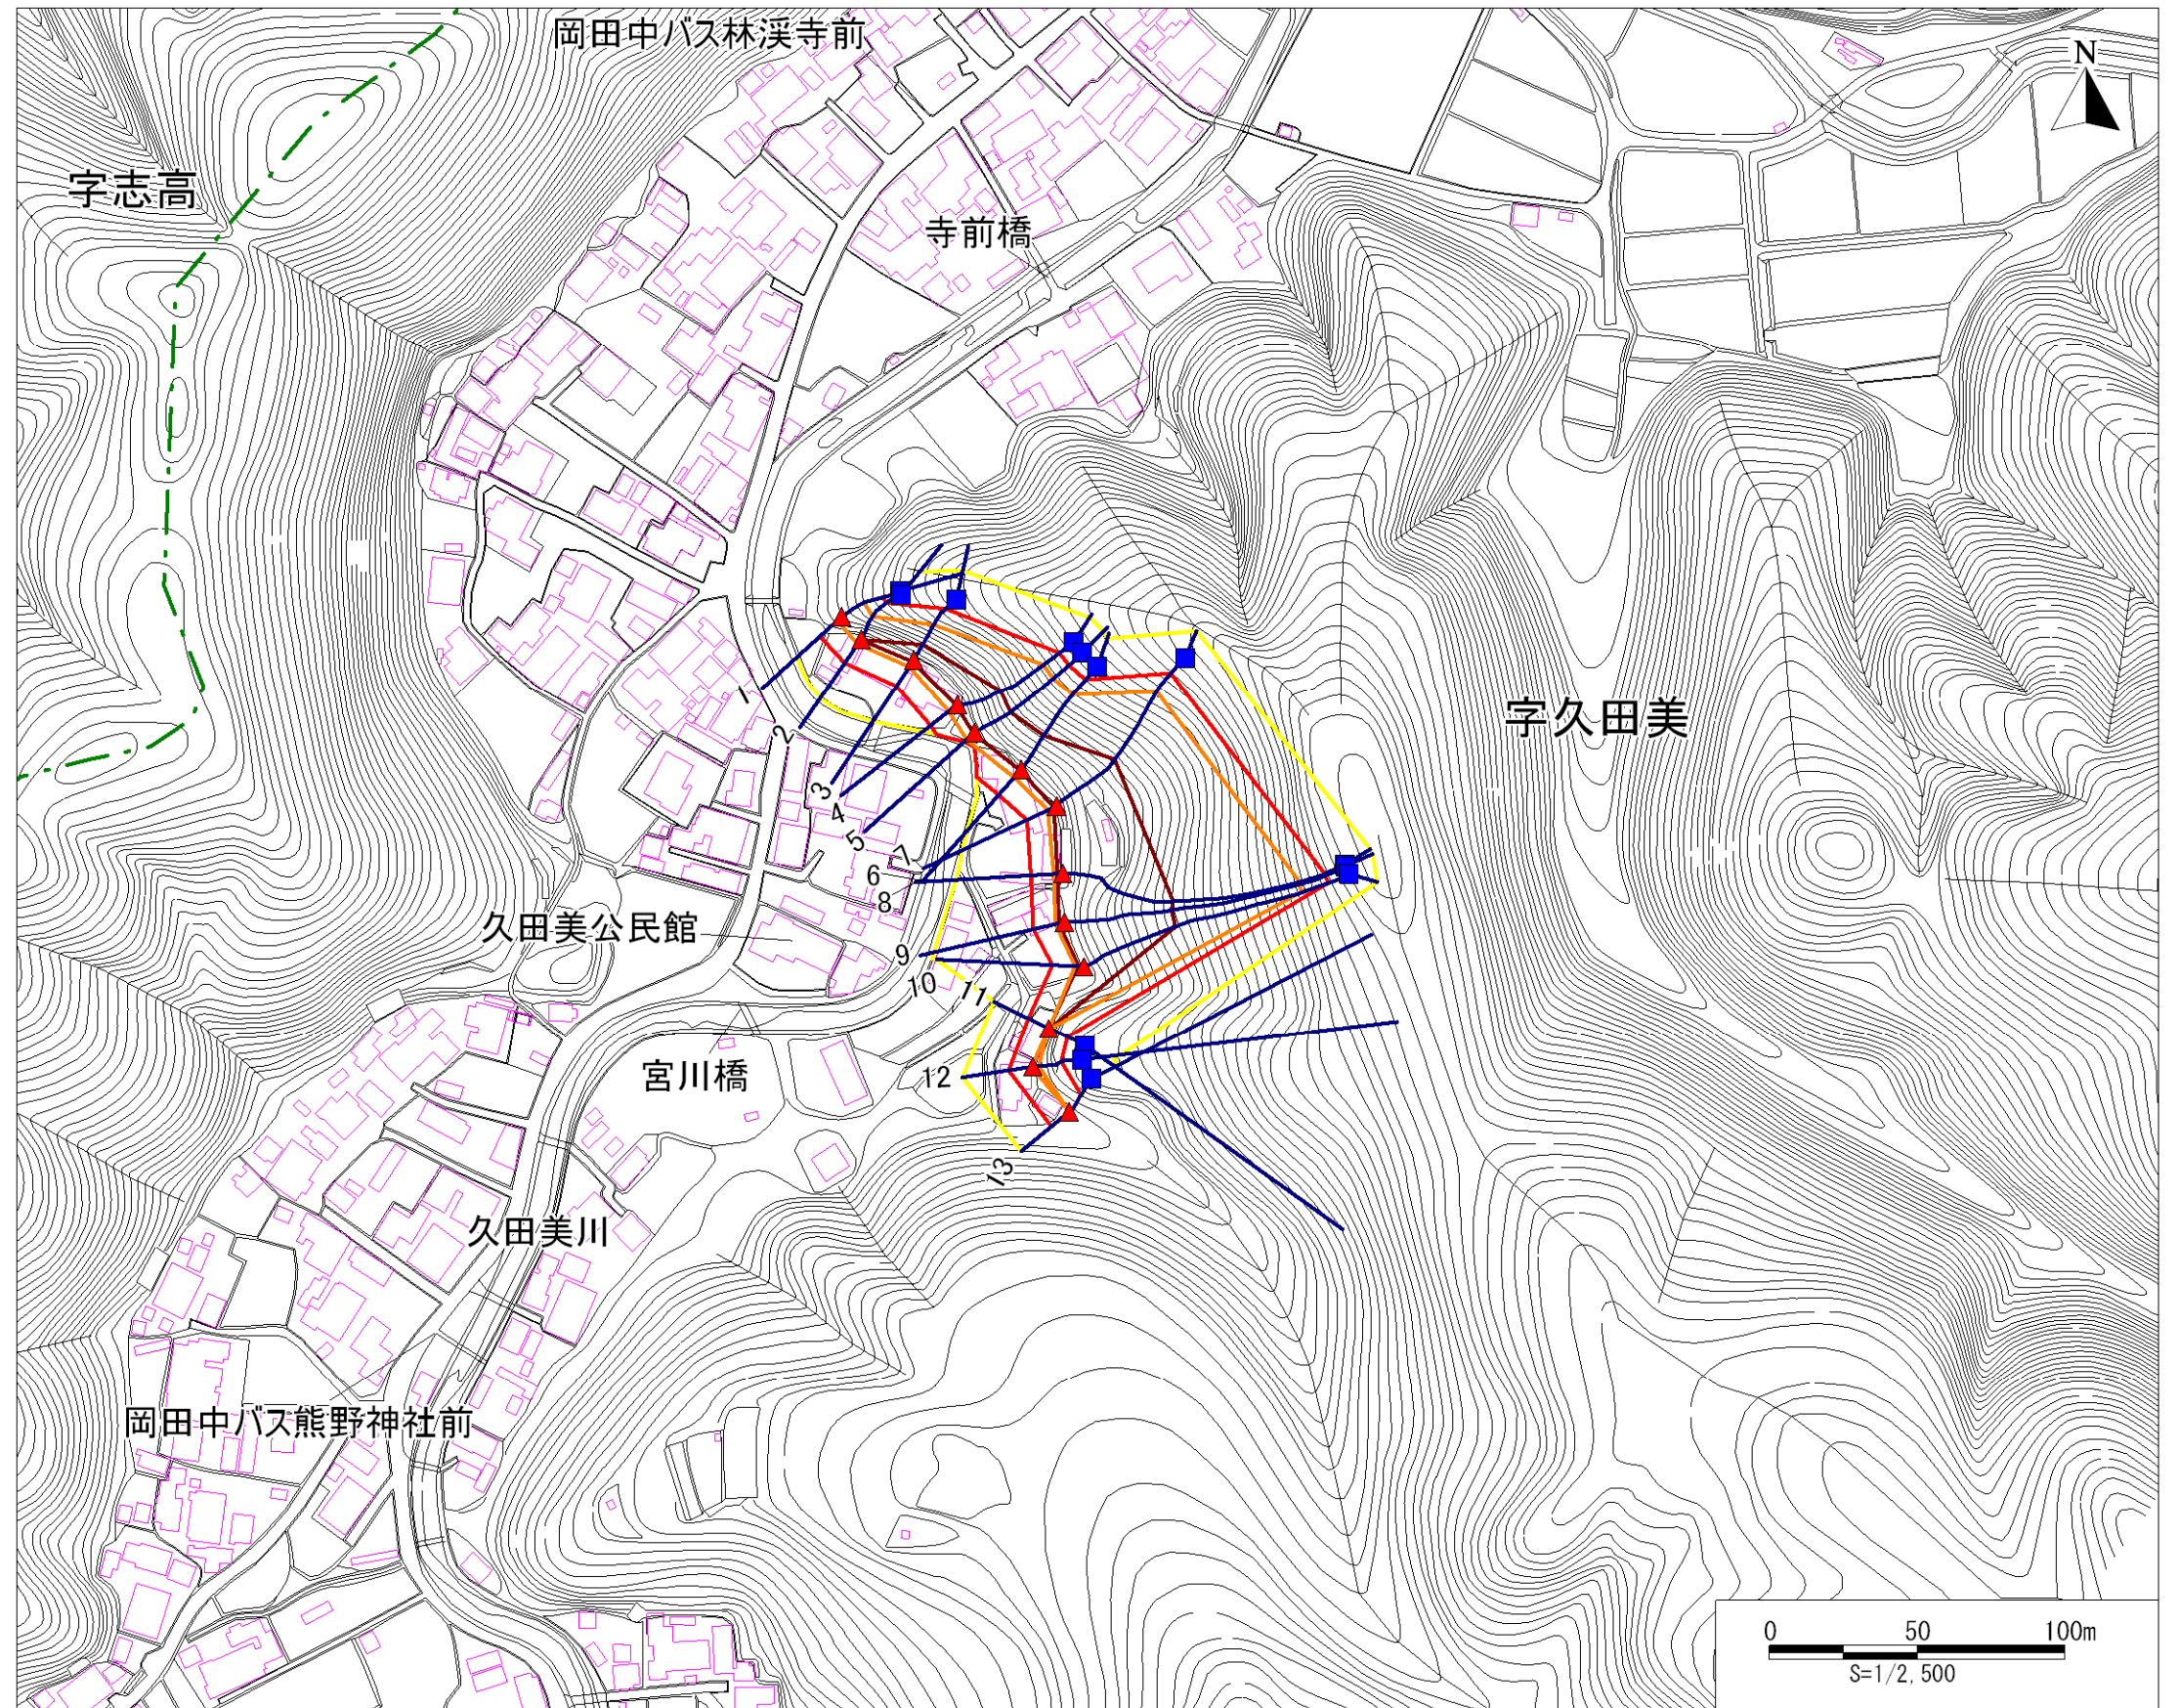 岡田中バス林渓寺前
N
字志高
寺前橋
字久田美
1
2
3
4
5
7
6
8
久田美公民館
9
10
11
宮川橋
12
13
久田美川
岡田中バス熊野神社前
0 50 100m
S=1/2,500